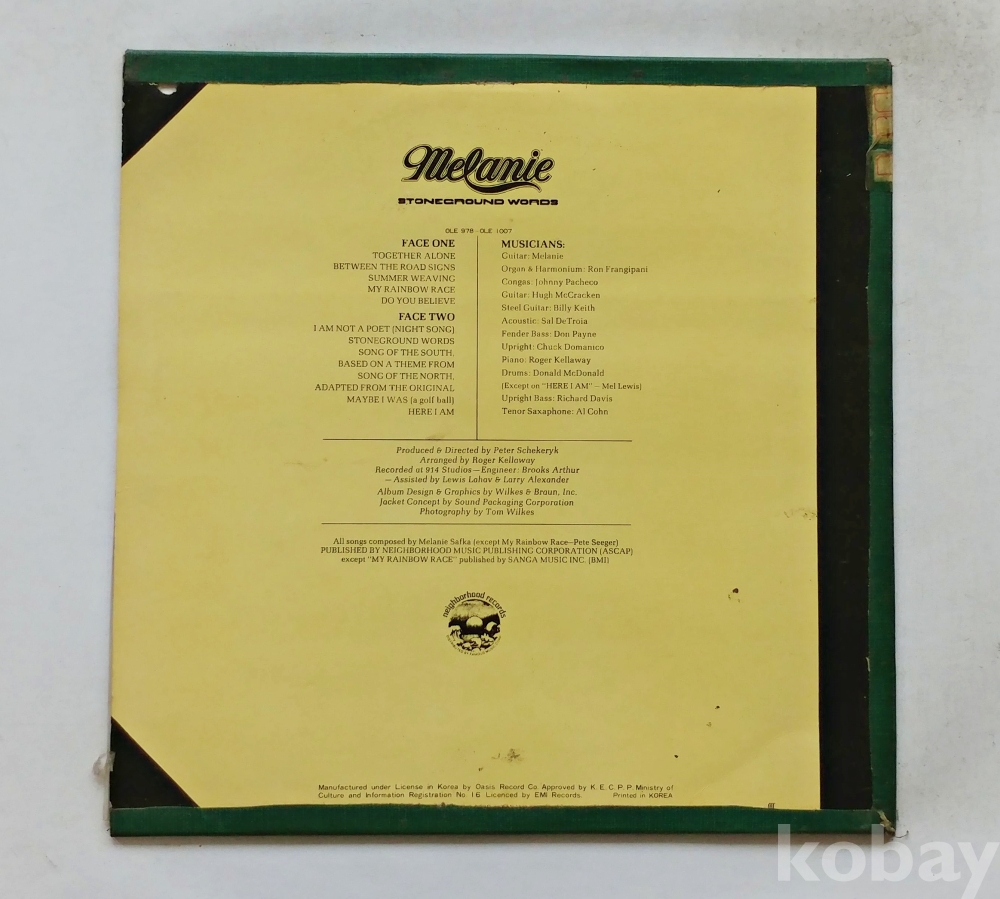 Melanie
STONEGROUND WORDS
OLE 978 · OLE 1007
FACE ONE
TOGETHER ALONE
BETWEEN THE ROAD SIGNS
SUMMER WEAVING
MY RAINBOW RACE
DO YOU BELIEVE
FACE TWO
I AM NOT A POET (NIGHT SONG)
STONEGROUND WORDS
SONG OF THE SOUTH.
BASED ON A THEME FROM
SONG OF THE NORTH.
ADAPTED FROM THE ORIGINAL
MAYBE I WAS (a golf ball)
HERE I AM
MUSICIANS:
Guitar: Melanie
Organ & Harmonium: Ron Frangipani
Congas: Johnny Pacheco
Guitar: Hugh McCracken
Steel Guitar: Billy Keith
Acoustic: Sal DeTroia
Fender Bass: Don Payne
Upright: Chuck Domanico
Piano: Roger Kellaway
Drums: Donald McDonald
(Except on "HERE I AM" — Mel Lewis)
Upright Bass: Richard Davis
Tenor Saxophone: Al Cohn
Produced & Directed by Peter Schekeryk
Arranged by Roger Kellaway
Recorded at 914 Studios — Engineer: Brooks Arthur
— Assisted by Lewis Lahav & Larry Alexander
Album Design & Graphics by Wilkes & Braun, Inc.
Jacket Concept by Sound Packaging Corporation
Photography by Tom Wilkes
All songs composed by Melanie Safka (except My Rainbow Race—Pete Seeger)
PUBLISHED BY NEIGHBORHOOD MUSIC PUBLISHING CORPORATION (ASCAP)
except "MY RAINBOW RACE" published by SANGA MUSIC INC. (BMI)
neighborhood records
Manufactured under License in Korea by Oasis Record Co. Approved by K. E. C. P. P. Ministry of
Culture and Information Registration No. 16. Licenced by EMI Records. Printed in KOREA
kobay